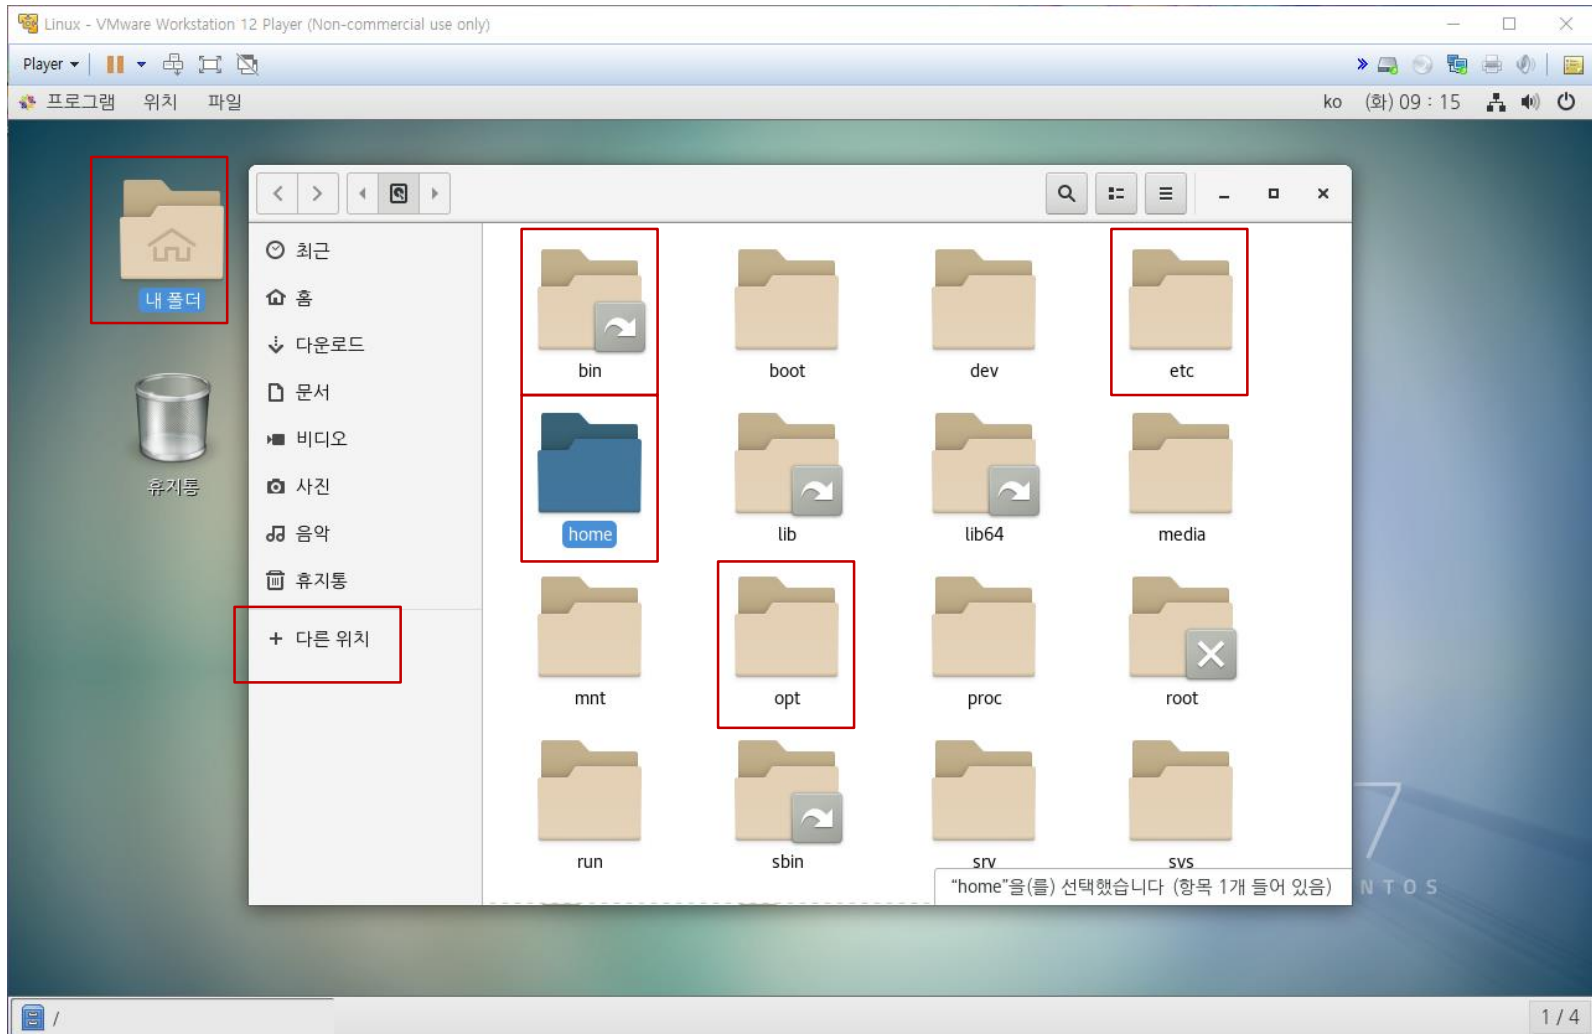 Linux - VMware Workstation 12 Player (Non-commercial use only)
Player
프로그램 위치 파일
ko (화) 09 : 15
내 폴더
휴지통
최근
홈
다운로드
문서
비디오
사진
음악
휴지통
+ 다른 위치
bin boot dev etc
home lib lib64 media
mnt opt proc root
run sbin srv sys
“home”을(를) 선택했습니다 (항목 1개 들어 있음)
7
NTOS
/
1 / 4